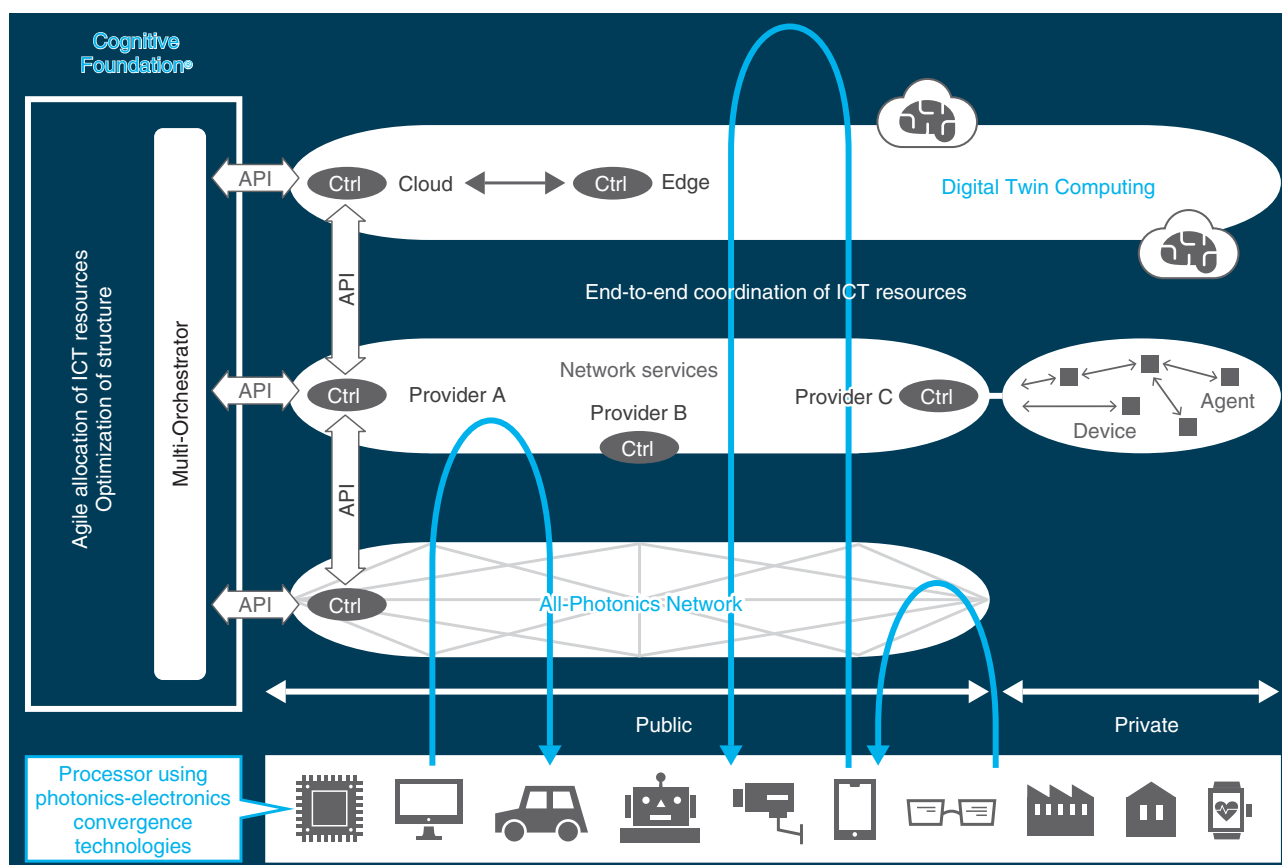 Cognitive
Foundation®
Agile allocation of ICT resources
Optimization of structure
Multi-Orchestrator
API
Ctrl
Cloud
Ctrl
Edge
Digital Twin Computing
API
End-to-end coordination of ICT resources
API
Ctrl
Provider A
Network services
Provider B
Ctrl
Provider C
Ctrl
Agent
Device
API
API
Ctrl
All-Photonics Network
Public
Private
Processor using
photonics-electronics
convergence
technologies